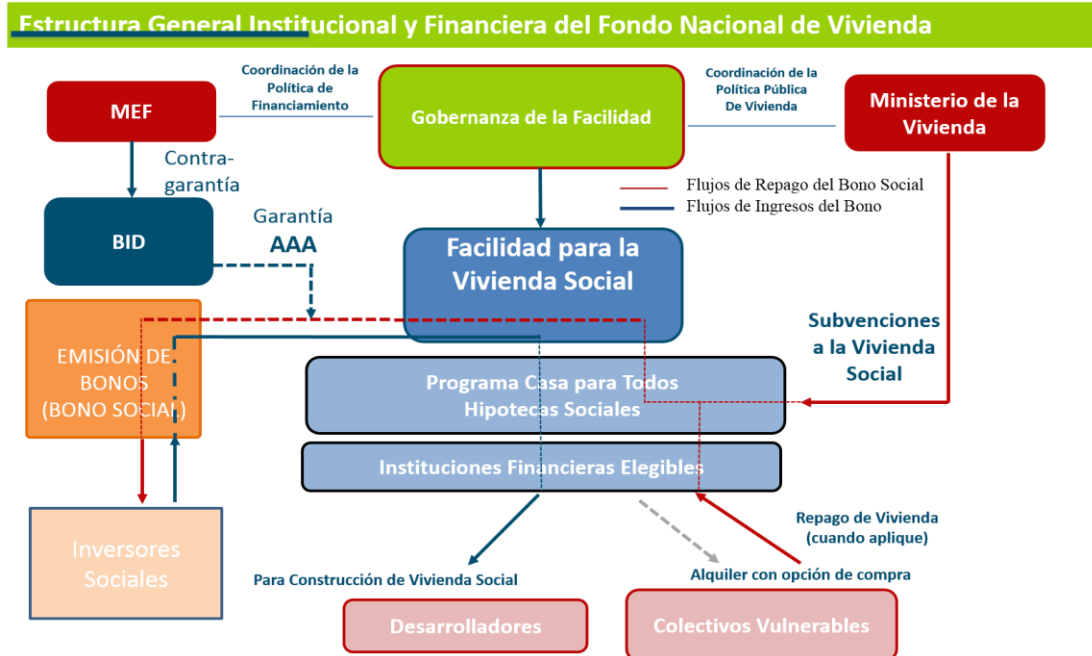 Estructura General Institucional y Financiera del Fondo Nacional de Vivienda
Coordinación de la
Política de
Financiamiento
Coordinación de la
Política Pública
De Vivienda
MEF
Gobernanza de la Facilidad
Ministerio de la
Vivienda
Contra-
garantía
Flujos de Repago del Bono Social
Flujos de Ingresos del Bono
BID
Garantía
AAA
Facilidad para la
Vivienda Social
Subvenciones
a la Vivienda
Social
EMISIÓN DE
BONOS
(BONO SOCIAL)
Programa Casa para Todos
Hipotecas Sociales
Instituciones Financieras Elegibles
Inversores
Sociales
Repago de Vivienda
(cuando aplique)
Para Construcción de Vivienda Social
Alquiler con opción de compra
Desarrolladores
Colectivos Vulnerables